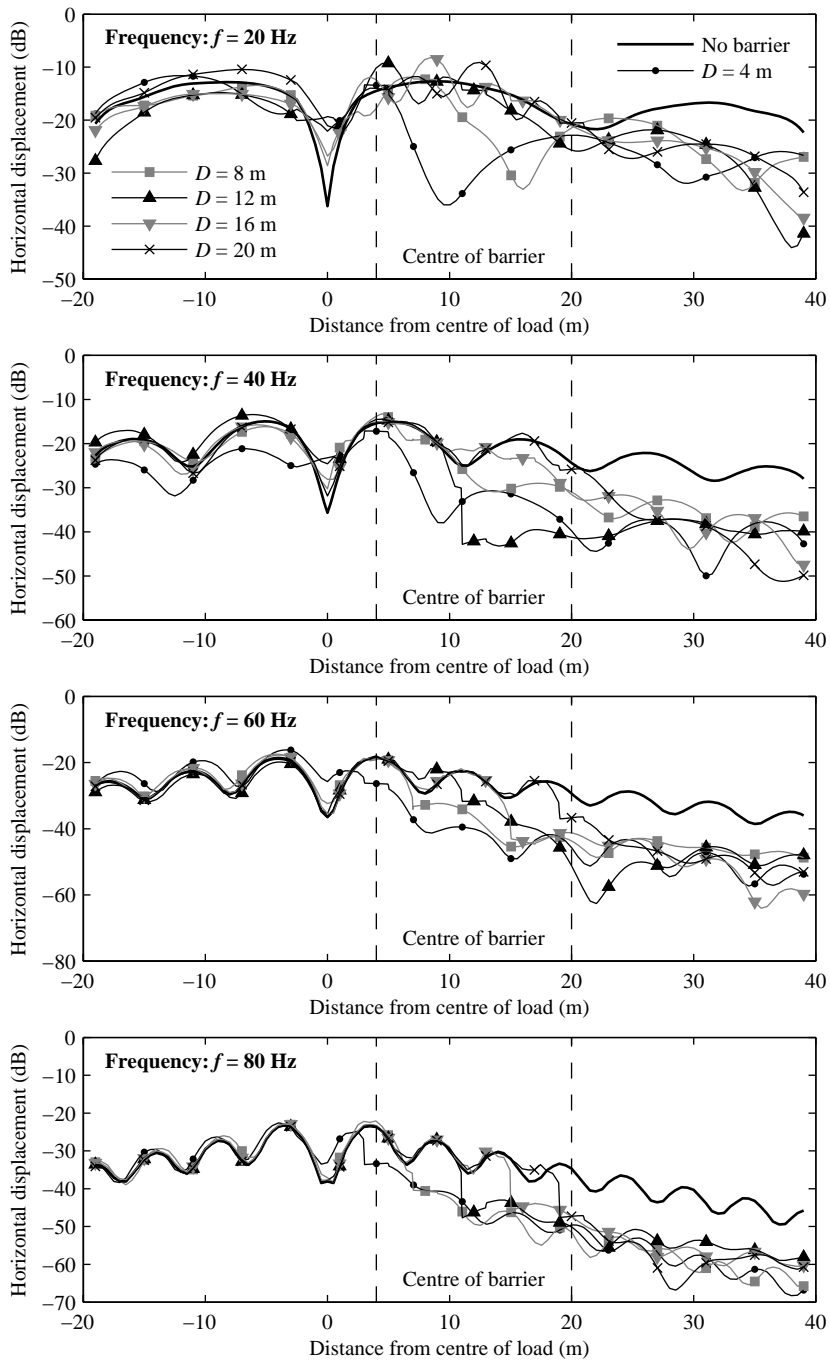 0
−10
−20
−30
−40
−50
Horizontal displacement (dB)
Frequency: f = 20 Hz
No barrier
D = 4 m
D = 8 m
D = 12 m
D = 16 m
D = 20 m
Centre of barrier
−20 −10 0 10 20 30 40
Distance from centre of load (m)
0
−10
−20
−30
−40
−50
−60
Horizontal displacement (dB)
Frequency: f = 40 Hz
Centre of barrier
−20 −10 0 10 20 30 40
Distance from centre of load (m)
0
−20
−40
−60
−80
Horizontal displacement (dB)
Frequency: f = 60 Hz
Centre of barrier
−20 −10 0 10 20 30 40
Distance from centre of load (m)
0
−10
−20
−30
−40
−50
−60
−70
Horizontal displacement (dB)
Frequency: f = 80 Hz
Centre of barrier
−20 −10 0 10 20 30 40
Distance from centre of load (m)